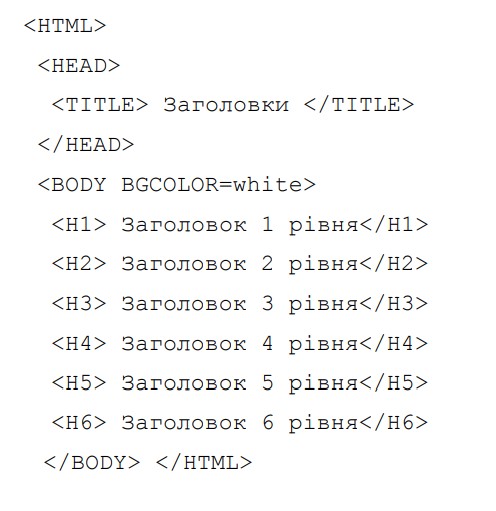 <HTML>
<HEAD>
<TITLE> Заголовки </TITLE>
</HEAD>
<BODY BGCOLOR=white>
<H1> Заголовок 1 рівня</H1>
<H2> Заголовок 2 рівня</H2>
<H3> Заголовок 3 рівня</H3>
<H4> Заголовок 4 рівня</H4>
<H5> Заголовок 5 рівня</H5>
<H6> Заголовок 6 рівня</H6>
</BODY> </HTML>